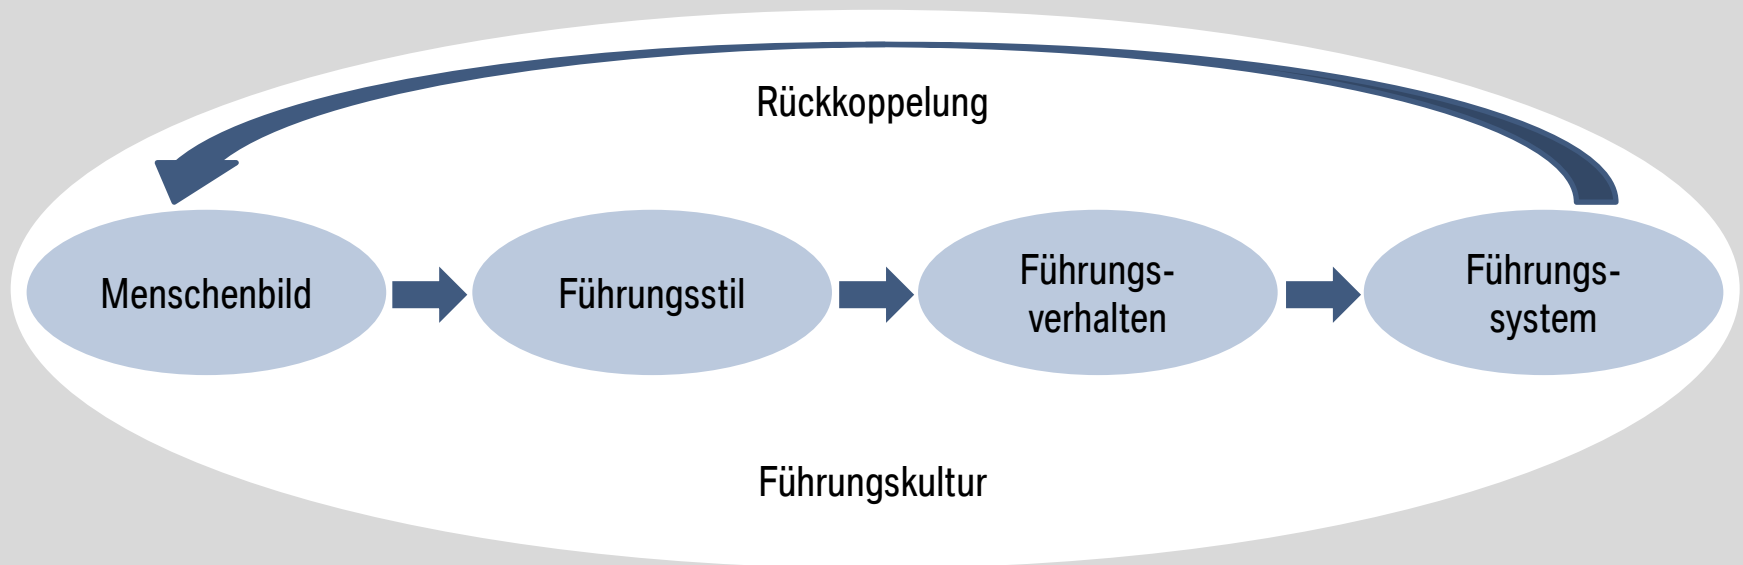 Rückkoppelung
Menschenbild
Führungsstil
Führungs-
verhalten
Führungs-
system
Führungskultur